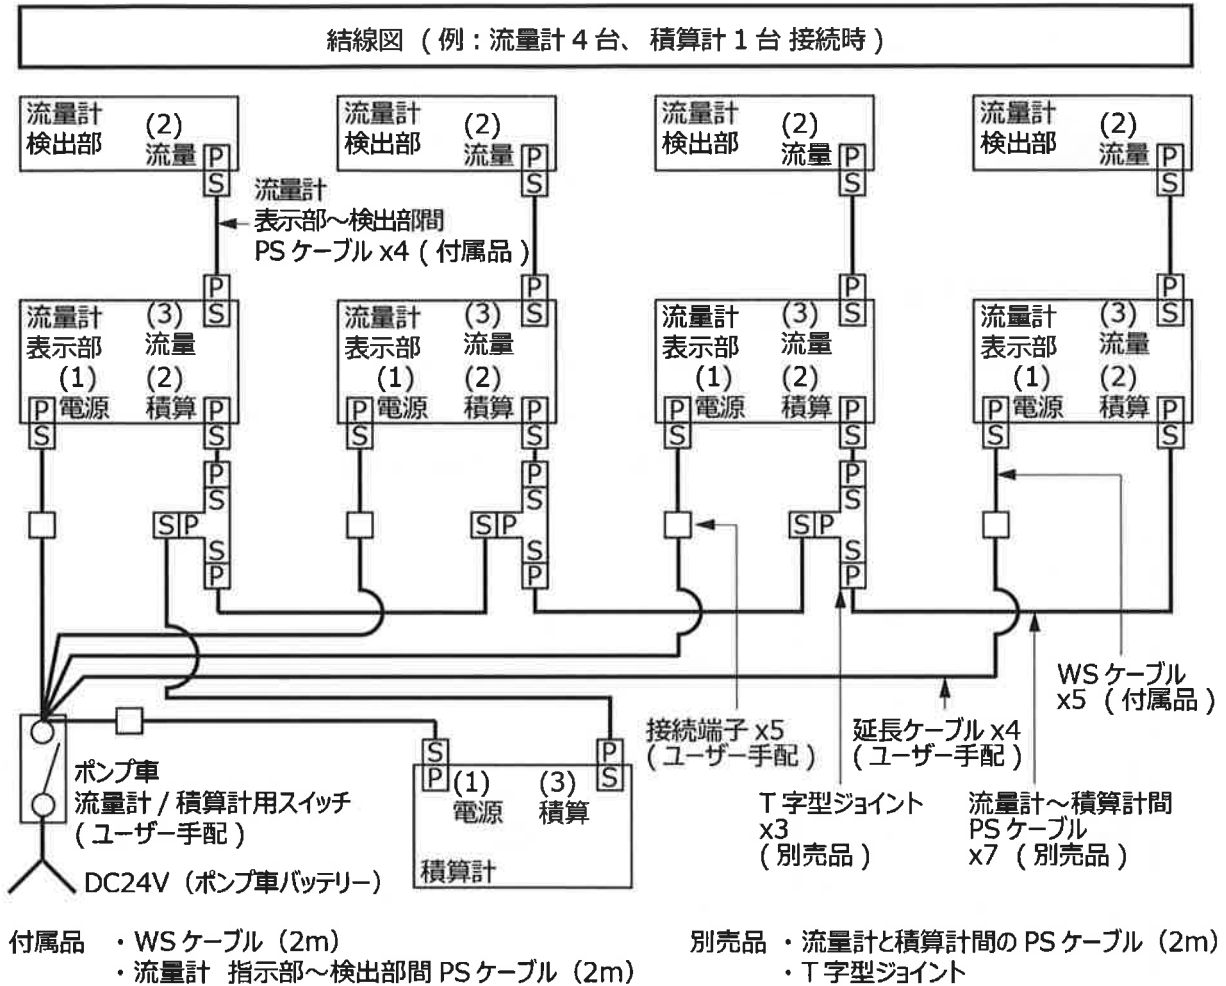 結線図 ( 例 : 流量計 4 台、 積算計 1 台 接続時 )
流量計
検出部
(2)
流量
P
S
流量計
検出部
(2)
流量
P
S
流量計
検出部
(2)
流量
P
S
流量計
検出部
(2)
流量
P
S
流量計
表示部～検出部間
PS ケーブル x4 ( 付属品 )
P
S
流量計
表示部
(3)
流量
(1)
電源
(2)
積算
P
S
P
S
P
S
流量計
表示部
(3)
流量
(1)
電源
(2)
積算
P
S
P
S
P
S
流量計
表示部
(3)
流量
(1)
電源
(2)
積算
P
S
P
S
P
S
流量計
表示部
(3)
流量
(1)
電源
(2)
積算
P
S
P
S
P
S
SP
S
P
P
S
SP
S
P
P
S
SP
S
P
WS ケーブル
x5 ( 付属品 )
接続端子 x5
( ユーザー手配 )
延長ケーブル x4
( ユーザー手配 )
T 字型ジョイント
x3
( 別売品 )
流量計～積算計間
PS ケーブル
x7 ( 別売品 )
ポンプ車
流量計 / 積算計用スイッチ
( ユーザー手配 )
DC24V（ポンプ車バッテリー）
S
P
(1)
電源
(3)
積算
P
S
積算計
付属品 ・WS ケーブル（2m）
・流量計 指示部～検出部間 PS ケーブル（2m）
別売品 ・流量計と積算計間の PS ケーブル（2m）
・T 字型ジョイント